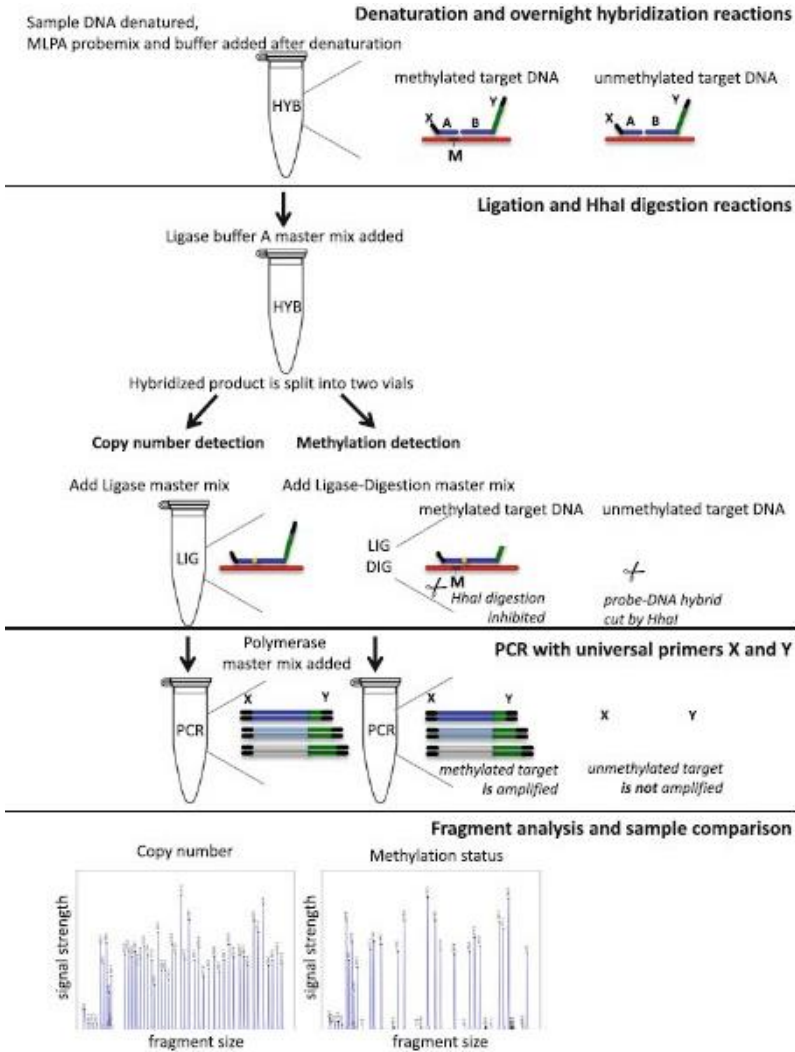 Denaturation and overnight hybridization reactions
Sample DNA denatured,
MLPA probemix and buffer added after denaturation
HYB
methylated target DNA
unmethylated target DNA
X A B Y
M
X A B Y
Ligation and HhaI digestion reactions
Ligase buffer A master mix added
HYB
Hybridized product is split into two vials
Copy number detection
Methylation detection
Add Ligase master mix
Add Ligase-Digestion master mix
methylated target DNA
unmethylated target DNA
LIG
LIG
DIG
M
HhaI digestion
inhibited
probe-DNA hybrid
cut by HhaI
PCR with universal primers X and Y
Polymerase
master mix added
PCR
X Y
PCR
X Y
X Y
methylated target
is amplified
unmethylated target
is not amplified
Fragment analysis and sample comparison
Copy number
Methylation status
signal strength
signal strength
fragment size
fragment size